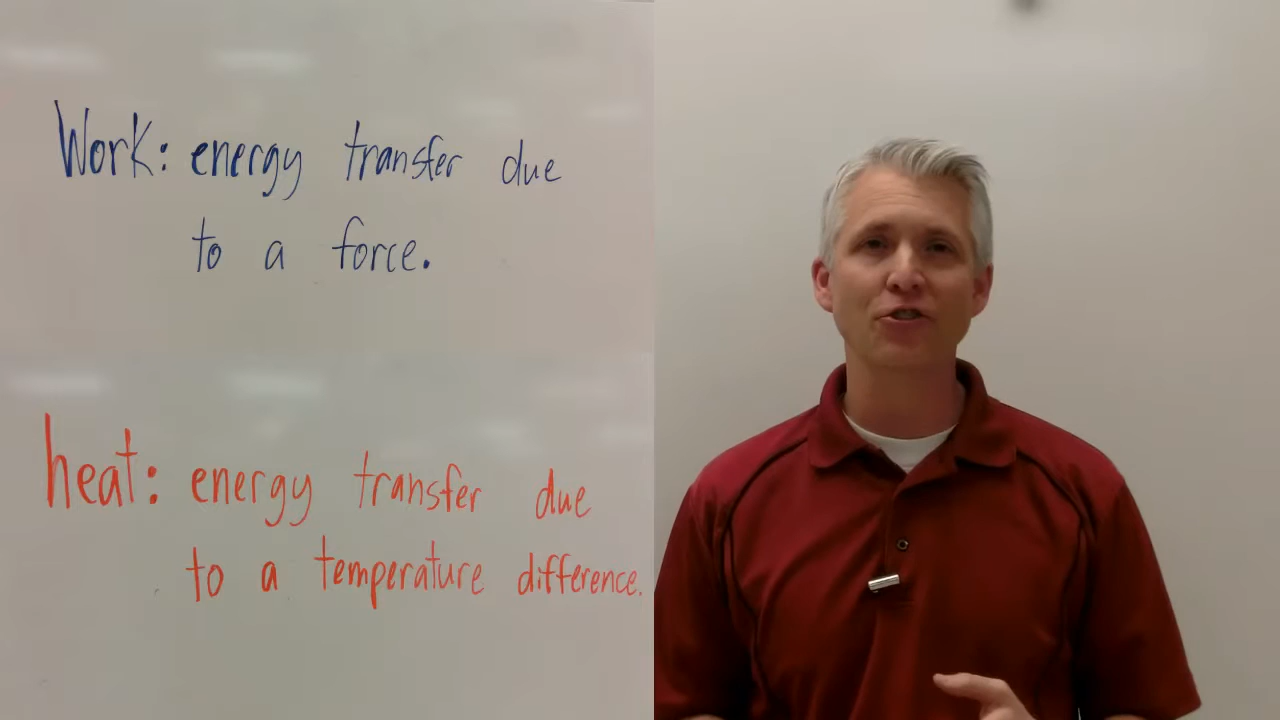 Work: energy transfer due
to a force.
heat: energy transfer due
to a temperature difference.